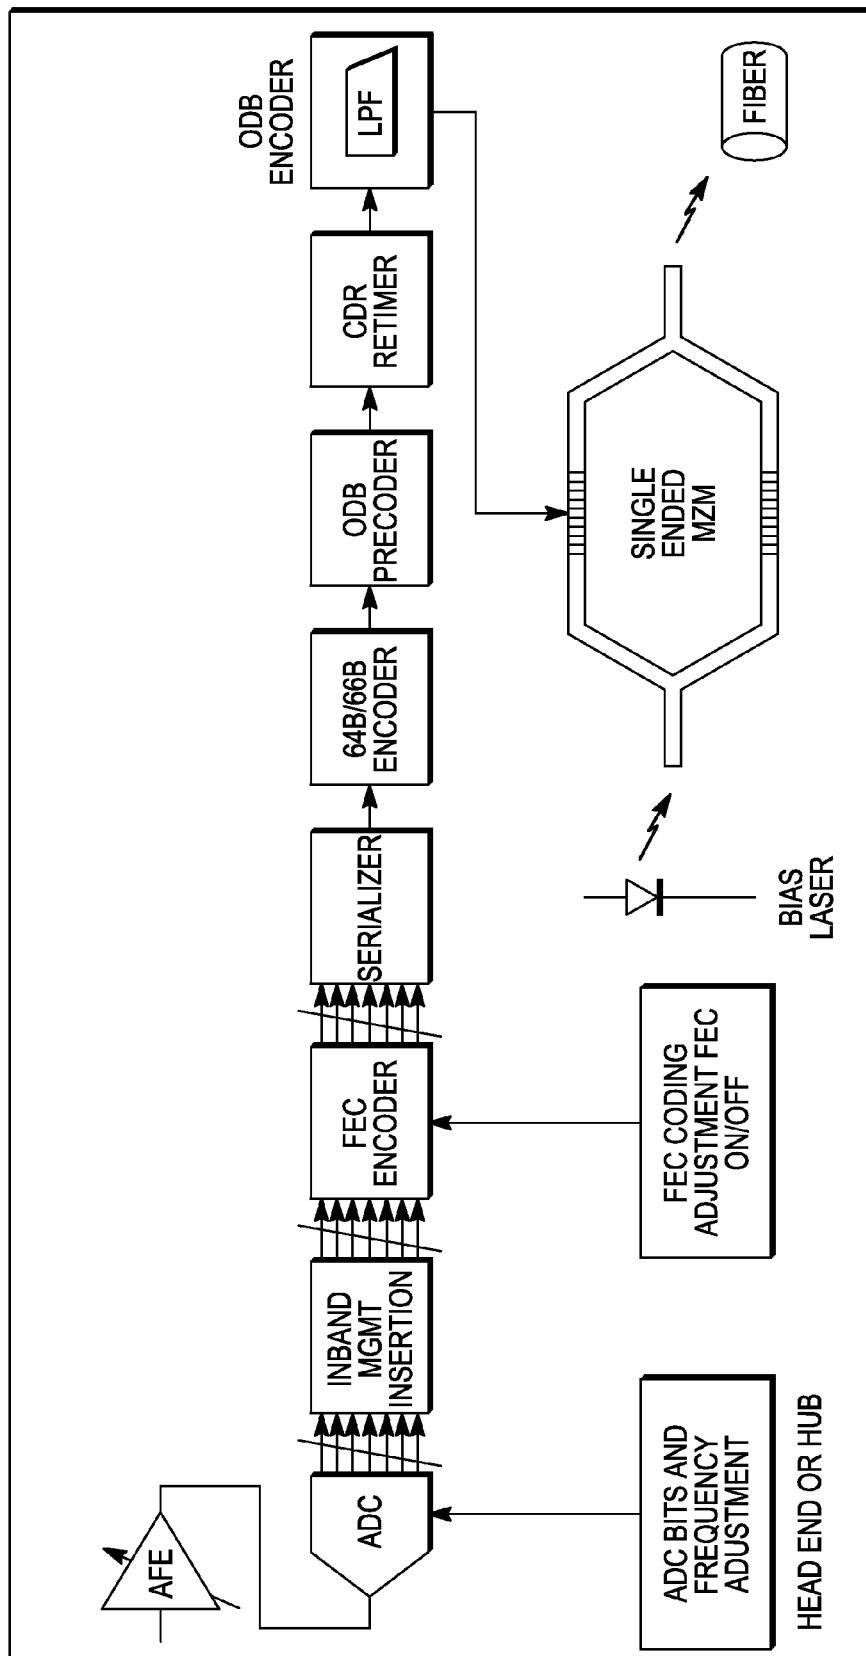 AFE
ADC
INBAND
MGMT
INSERTION
FEC
ENCODER
SERIALIZER
64B/66B
ENCODER
ODB
PRECODER
CDR
RETIMER
ODB
ENCODER
LPF
ADC BITS AND
FREQUENCY
ADUSTMENT
FEC CODING
ADJUSTMENT FEC
ON/OFF
BIAS
LASER
SINGLE
ENDED
MZM
FIBER
HEAD END OR HUB